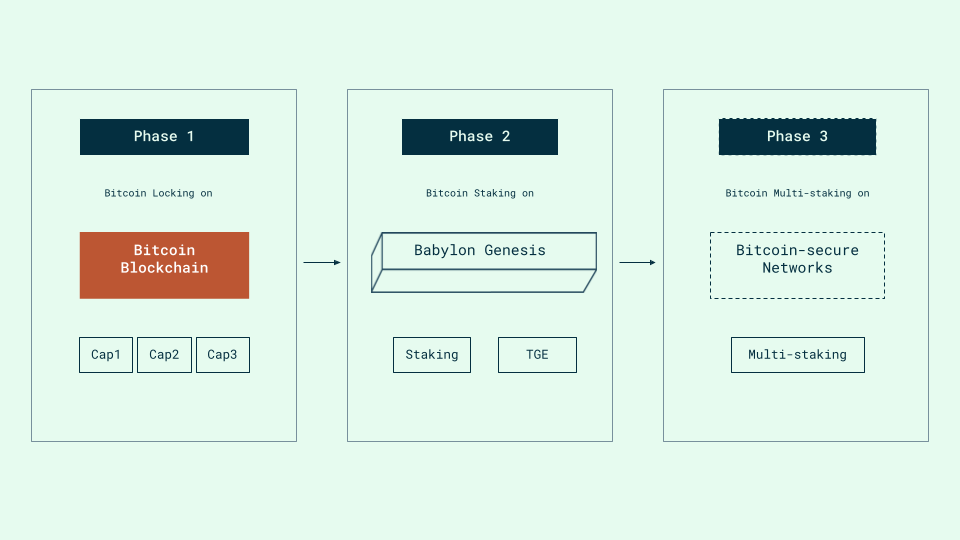 Phase 1
Bitcoin Locking on
Bitcoin
Blockchain
Cap1
Cap2
Cap3
Phase 2
Bitcoin Staking on
Babylon Genesis
Staking
TGE
Phase 3
Bitcoin Multi-staking on
Bitcoin-secure
Networks
Multi-staking